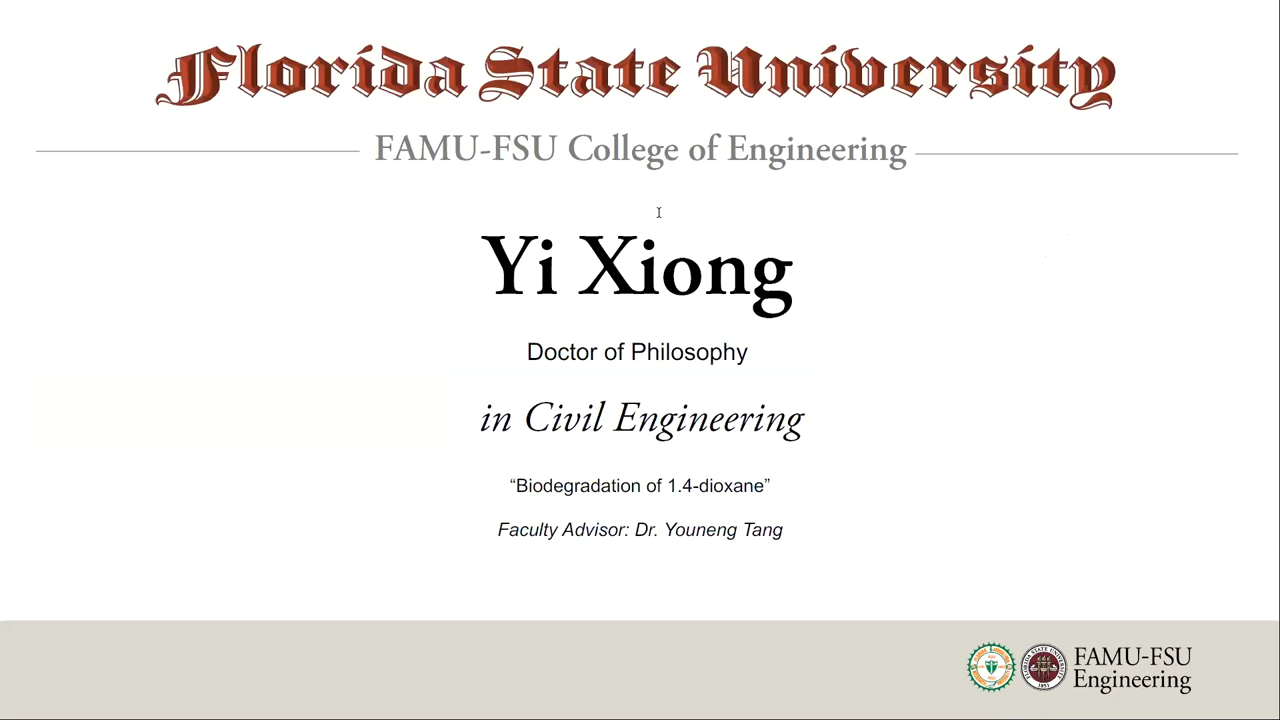 Florida State University
FAMU-FSU College of Engineering
Yi Xiong
Doctor of Philosophy
in Civil Engineering
“Biodegradation of 1.4-dioxane”
Faculty Advisor: Dr. Youneng Tang
FAMU-FSU
Engineering